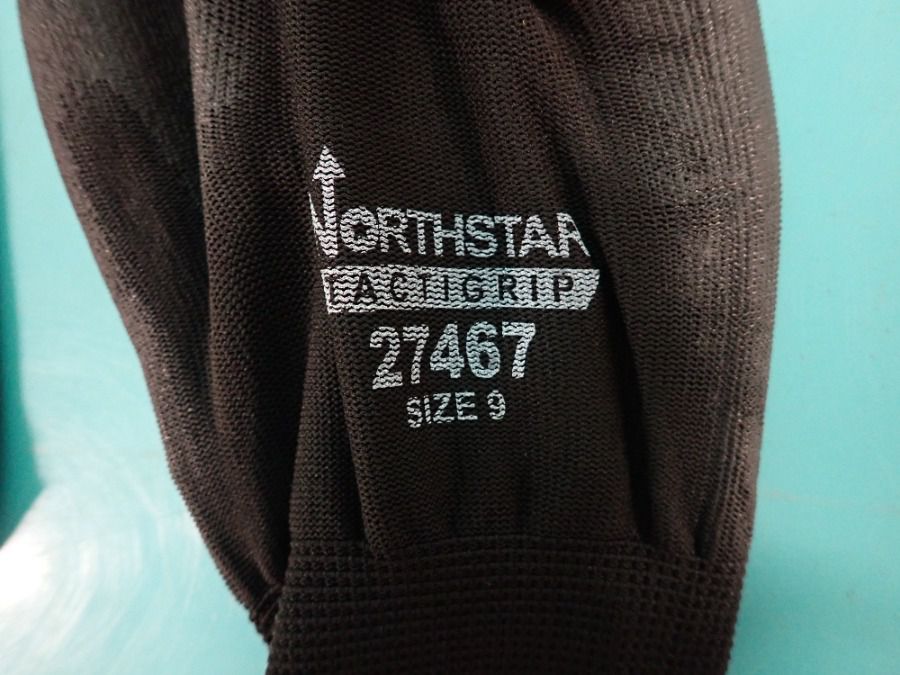 NORTHSTAR
TACTIGRIP
27467
SIZE 9